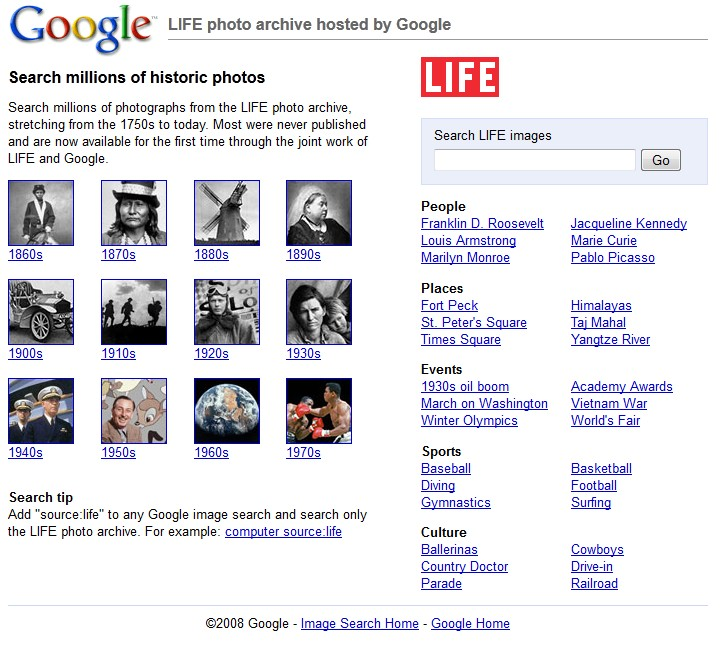 Google™ LIFE photo archive hosted by Google
Search millions of historic photos
Search millions of photographs from the LIFE photo archive,
stretching from the 1750s to today. Most were never published
and are now available for the first time through the joint work of
LIFE and Google.
1860s 1870s 1880s 1890s
1900s 1910s 1920s 1930s
1940s 1950s 1960s 1970s
Search tip
Add "source:life" to any Google image search and search only
the LIFE photo archive. For example: computer source:life
LIFE
Search LIFE images
Go
People
Franklin D. Roosevelt Jacqueline Kennedy
Louis Armstrong Marie Curie
Marilyn Monroe Pablo Picasso
Places
Fort Peck Himalayas
St. Peter's Square Taj Mahal
Times Square Yangtze River
Events
1930s oil boom Academy Awards
March on Washington Vietnam War
Winter Olympics World's Fair
Sports
Baseball Basketball
Diving Football
Gymnastics Surfing
Culture
Ballerinas Cowboys
Country Doctor Drive-in
Parade Railroad
©2008 Google - Image Search Home - Google Home